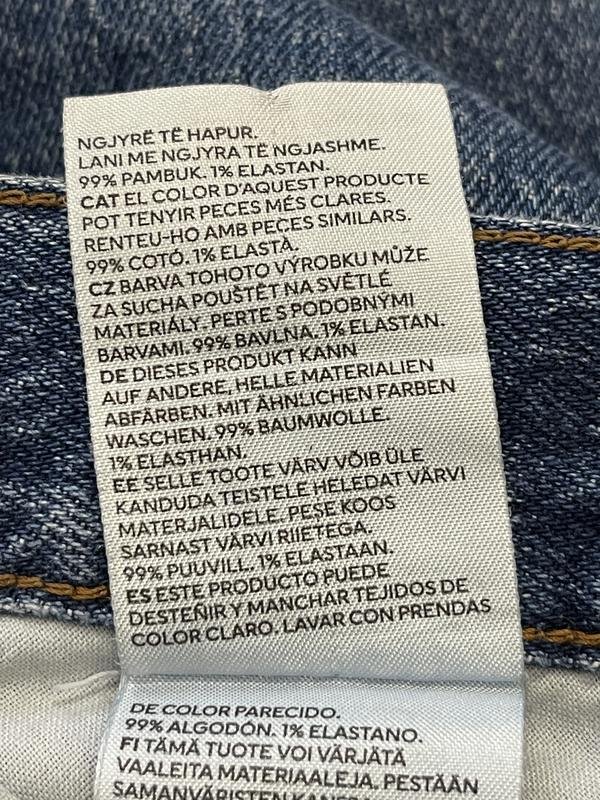 NGJYRË TË HAPUR.
LANI ME NGJYRA TË NGJASHME.
99% PAMBUK. 1% ELASTAN.
CAT EL COLOR D'AQUEST PRODUCTE
POT TENYIR PECES MÉS CLARES.
RENTEU-HO AMB PECES SIMILARS.
99% COTÓ. 1% ELASTÀ.
CZ BARVA TOHOTO VÝROBKU MŮŽE
ZA SUCHA POUŠTĚT NA SVĚTLÉ
MATERIÁLY. PERTE S PODOBNÝMI
BARVAMI. 99% BAVLNA. 1% ELASTAN.
DE DIESES PRODUKT KANN
AUF ANDERE, HELLE MATERIALIEN
ABFÄRBEN. MIT ÄHNLICHEN FARBEN
WASCHEN. 99% BAUMWOLLE.
1% ELASTHAN.
EE SELLE TOOTE VÄRV VÕIB ÜLE
KANDUDA TEISTELE HELEDAT VÄRVI
MATERJALIDELE. PESE KOOS
SARNAST VÄRVI RIIETEGA.
99% PUUVILL. 1% ELASTAAN.
ES ESTE PRODUCTO PUEDE
DESTEÑIR Y MANCHAR TEJIDOS DE
COLOR CLARO. LAVAR CON PRENDAS
DE COLOR PARECIDO.
99% ALGODÓN. 1% ELASTANO.
FI TÄMÄ TUOTE VOI VÄRJÄTÄ
VAALEITA MATERIAALEJA. PESTÄÄN